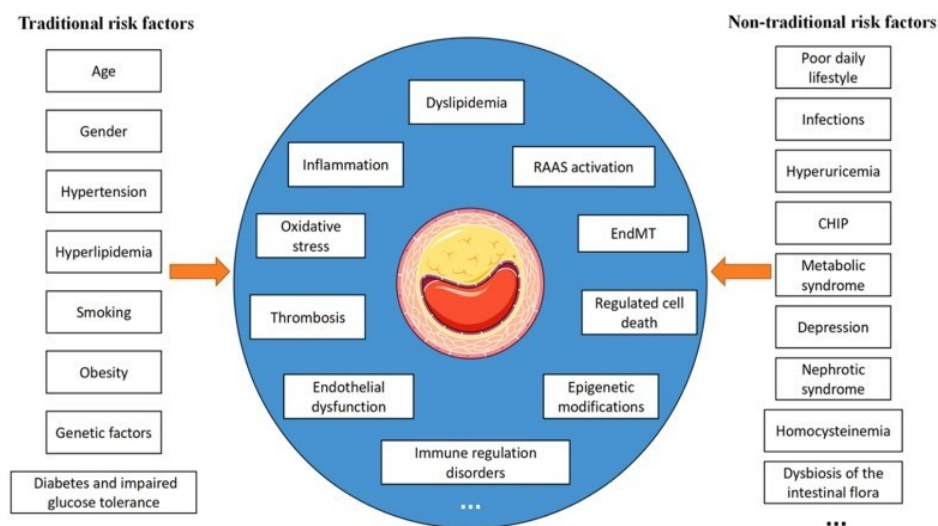 Traditional risk factors
Age
Gender
Hypertension
Hyperlipidemia
Smoking
Obesity
Genetic factors
Diabetes and impaired
glucose tolerance
Dyslipidemia
Inflammation
RAAS activation
Oxidative
stress
EndMT
Thrombosis
Regulated cell
death
Endothelial
dysfunction
Epigenetic
modifications
Immune regulation
disorders
...
Non-traditional risk factors
Poor daily
lifestyle
Infections
Hyperuricemia
CHIP
Metabolic
syndrome
Depression
Nephrotic
syndrome
Homocysteinemia
Dysbiosis of the
intestinal flora
...